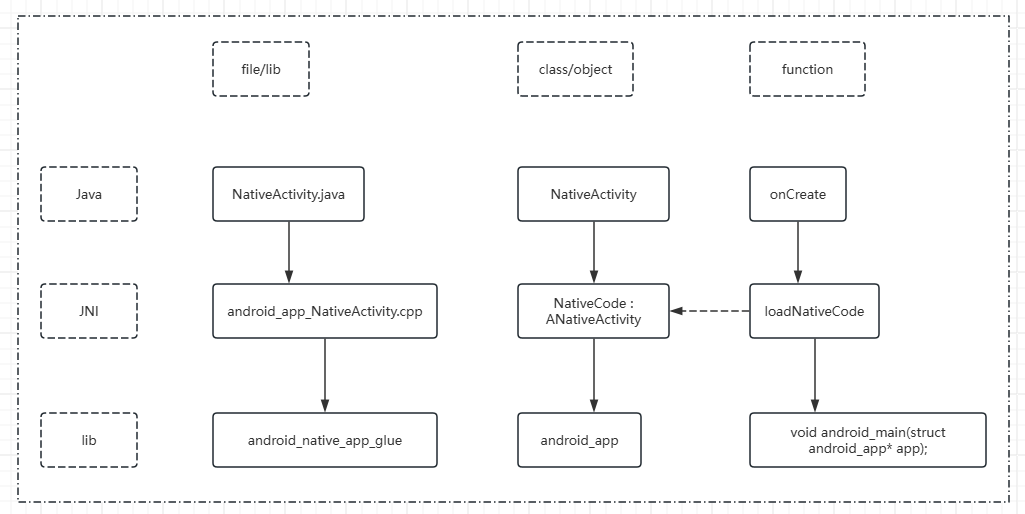 file/lib
class/object
function
Java
NativeActivity.java
NativeActivity
onCreate
JNI
android_app_NativeActivity.cpp
NativeCode :
ANativeActivity
loadNativeCode
lib
android_native_app_glue
android_app
void android_main(struct
android_app* app);